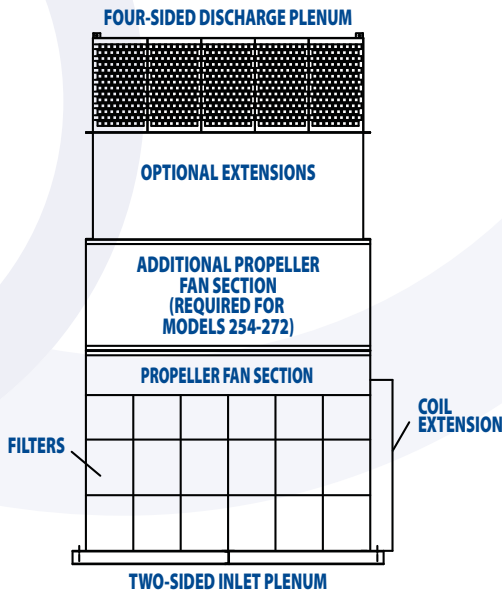 FOUR-SIDED DISCHARGE PLENUM
OPTIONAL EXTENSIONS
ADDITIONAL PROPELLER
FAN SECTION
(REQUIRED FOR
MODELS 254-272)
PROPELLER FAN SECTION
COIL
EXTENSION
FILTERS
TWO-SIDED INLET PLENUM